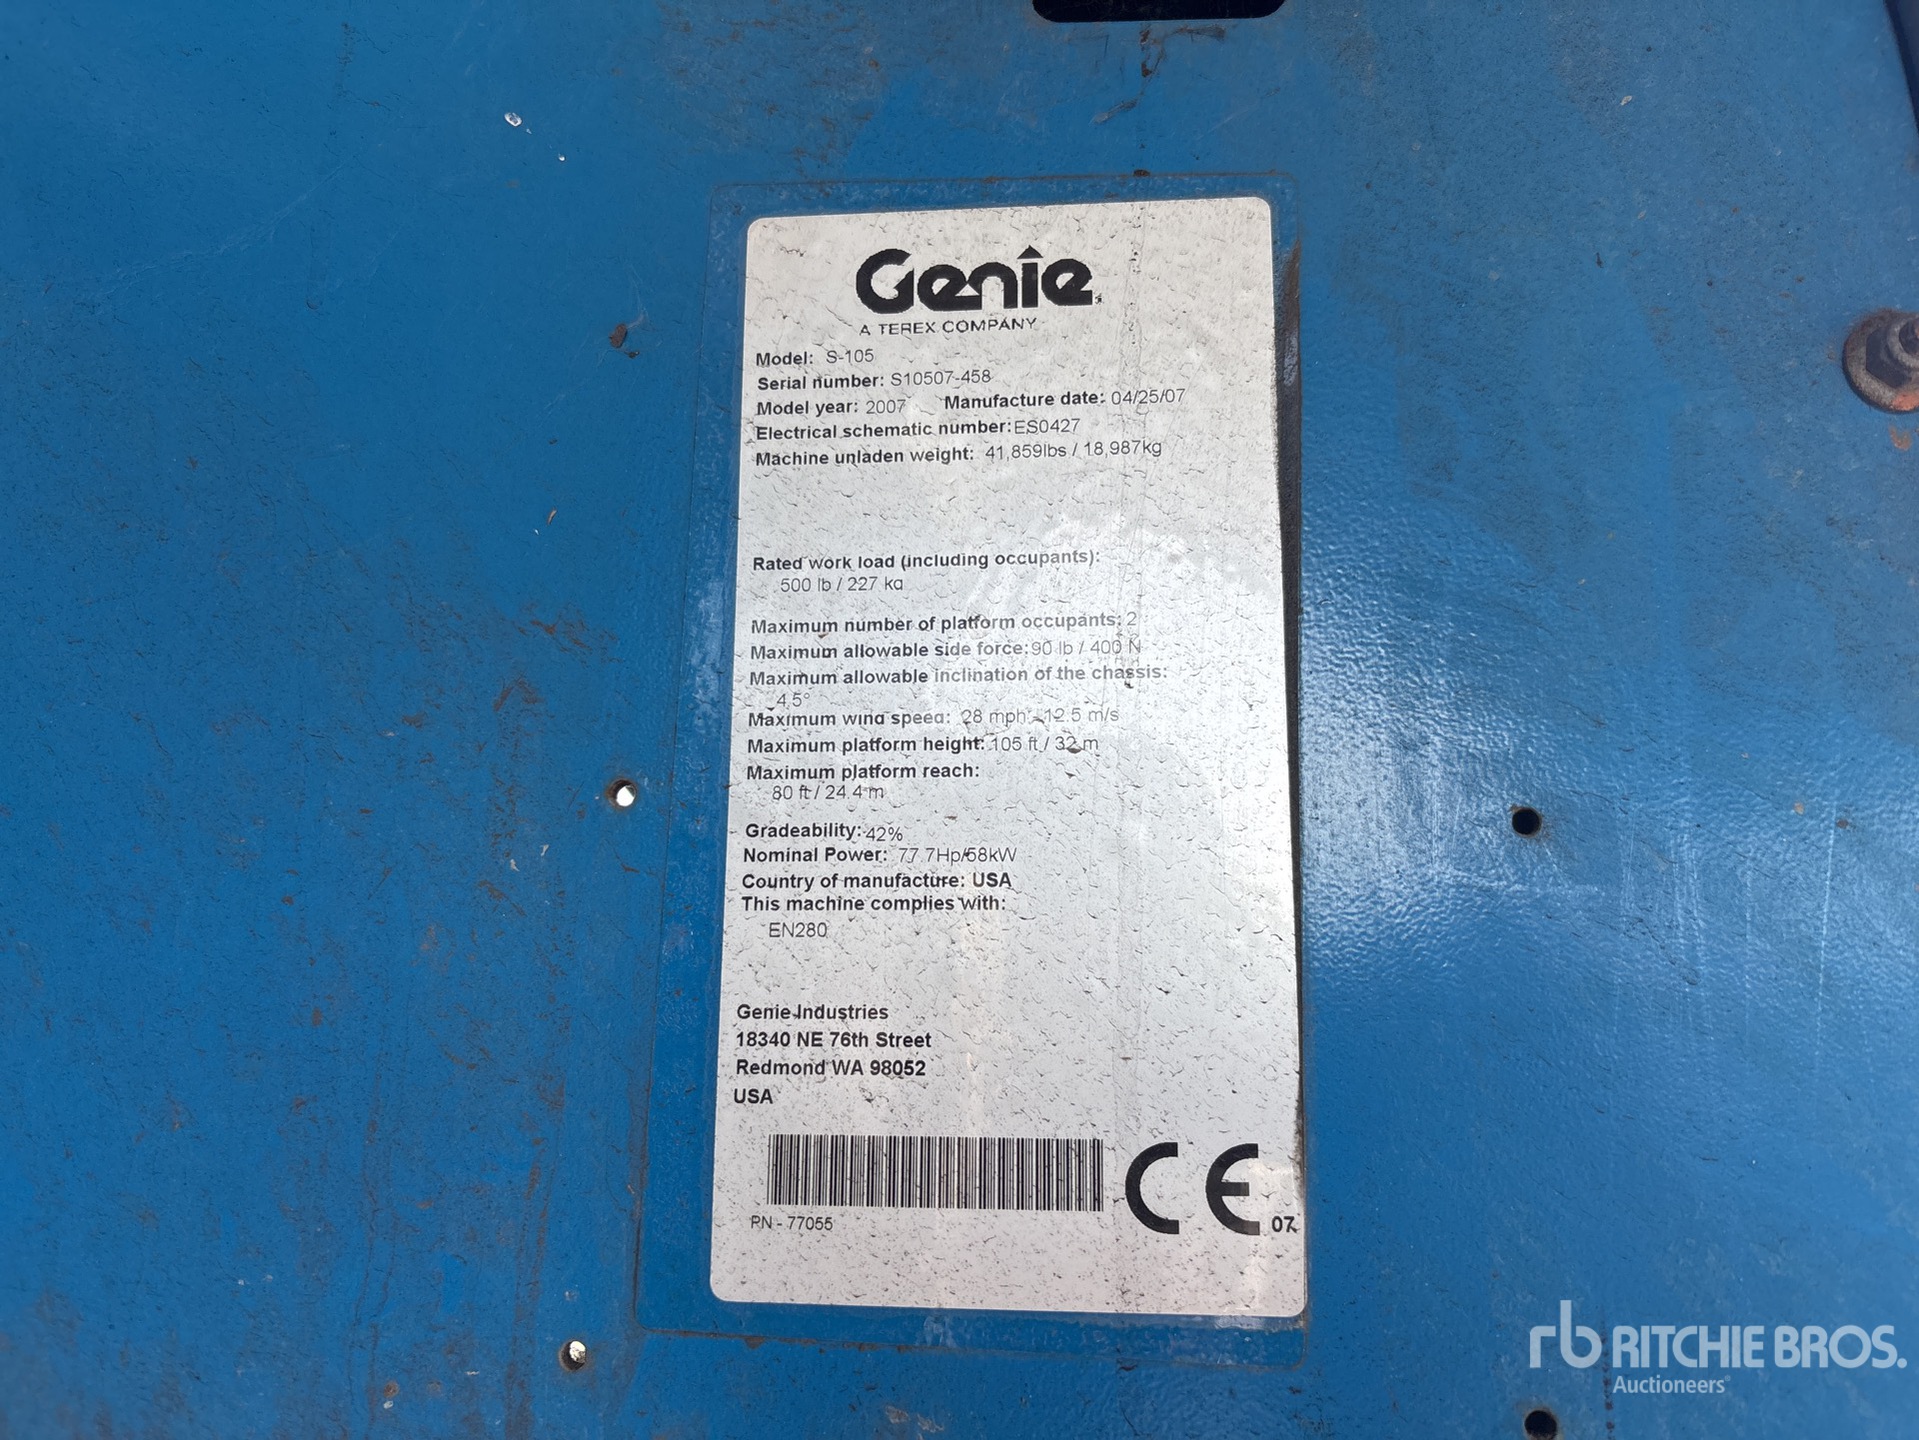 Genie
A TEREX COMPANY
Model: S-105
Serial number: S10507-458
Model year: 2007 Manufacture date: 04/25/07
Electrical schematic number: ES0427
Machine unladen weight: 41,859lbs / 18,987kg
Rated work load (including occupants):
500 lb / 227 kg
Maximum number of platform occupants: 2
Maximum allowable side force: 90 lb / 400 N
Maximum allowable inclination of the chassis:
4.5°
Maximum wind speed: 28 mph / 12.5 m/s
Maximum platform height: 105 ft / 32 m
Maximum platform reach:
80 ft / 24.4 m
Gradeability: 42%
Nominal Power: 77.7Hp/58kW
Country of manufacture: USA
This machine complies with:
EN280
Genie Industries
18340 NE 76th Street
Redmond WA 98052
USA
PN - 77055
CE 07
rb RITCHIE BROS.
Auctioneers